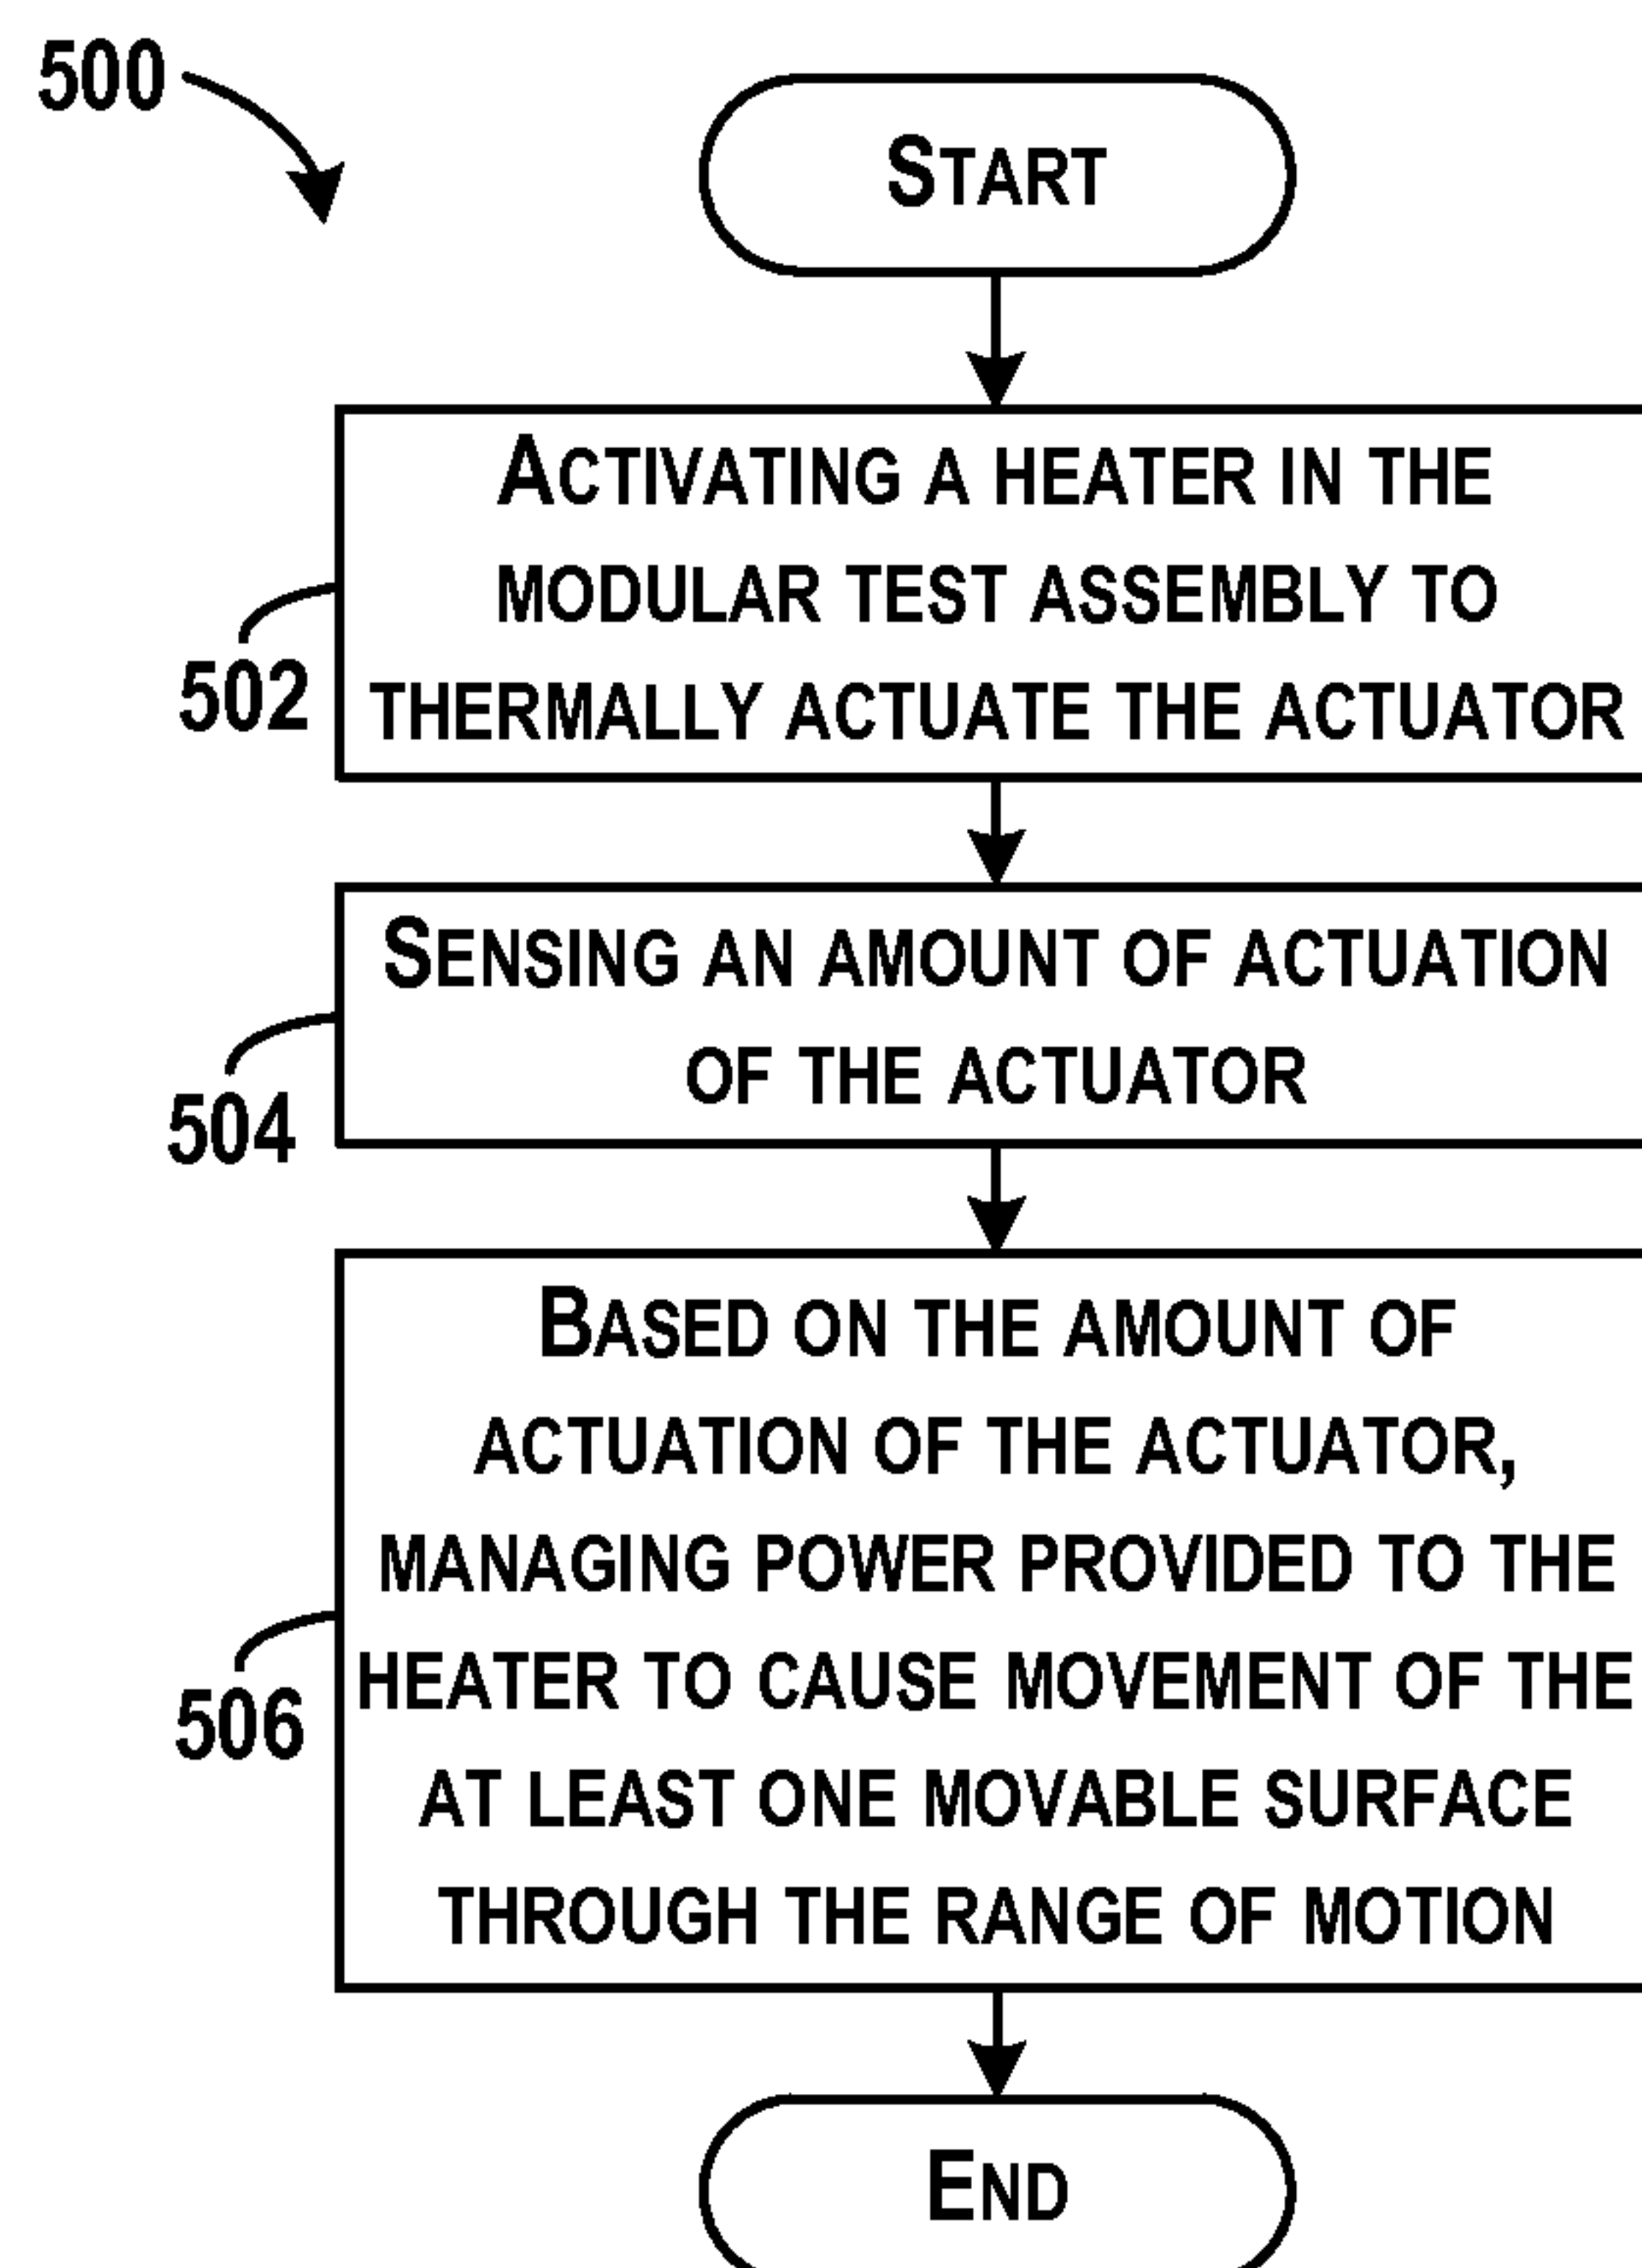 500
START
ACTIVATING A HEATER IN THE
MODULAR TEST ASSEMBLY TO
THERMALLY ACTUATE THE ACTUATOR
502
SENSING AN AMOUNT OF ACTUATION
OF THE ACTUATOR
504
BASED ON THE AMOUNT OF
ACTUATION OF THE ACTUATOR,
MANAGING POWER PROVIDED TO THE
HEATER TO CAUSE MOVEMENT OF THE
AT LEAST ONE MOVABLE SURFACE
THROUGH THE RANGE OF MOTION
506
END